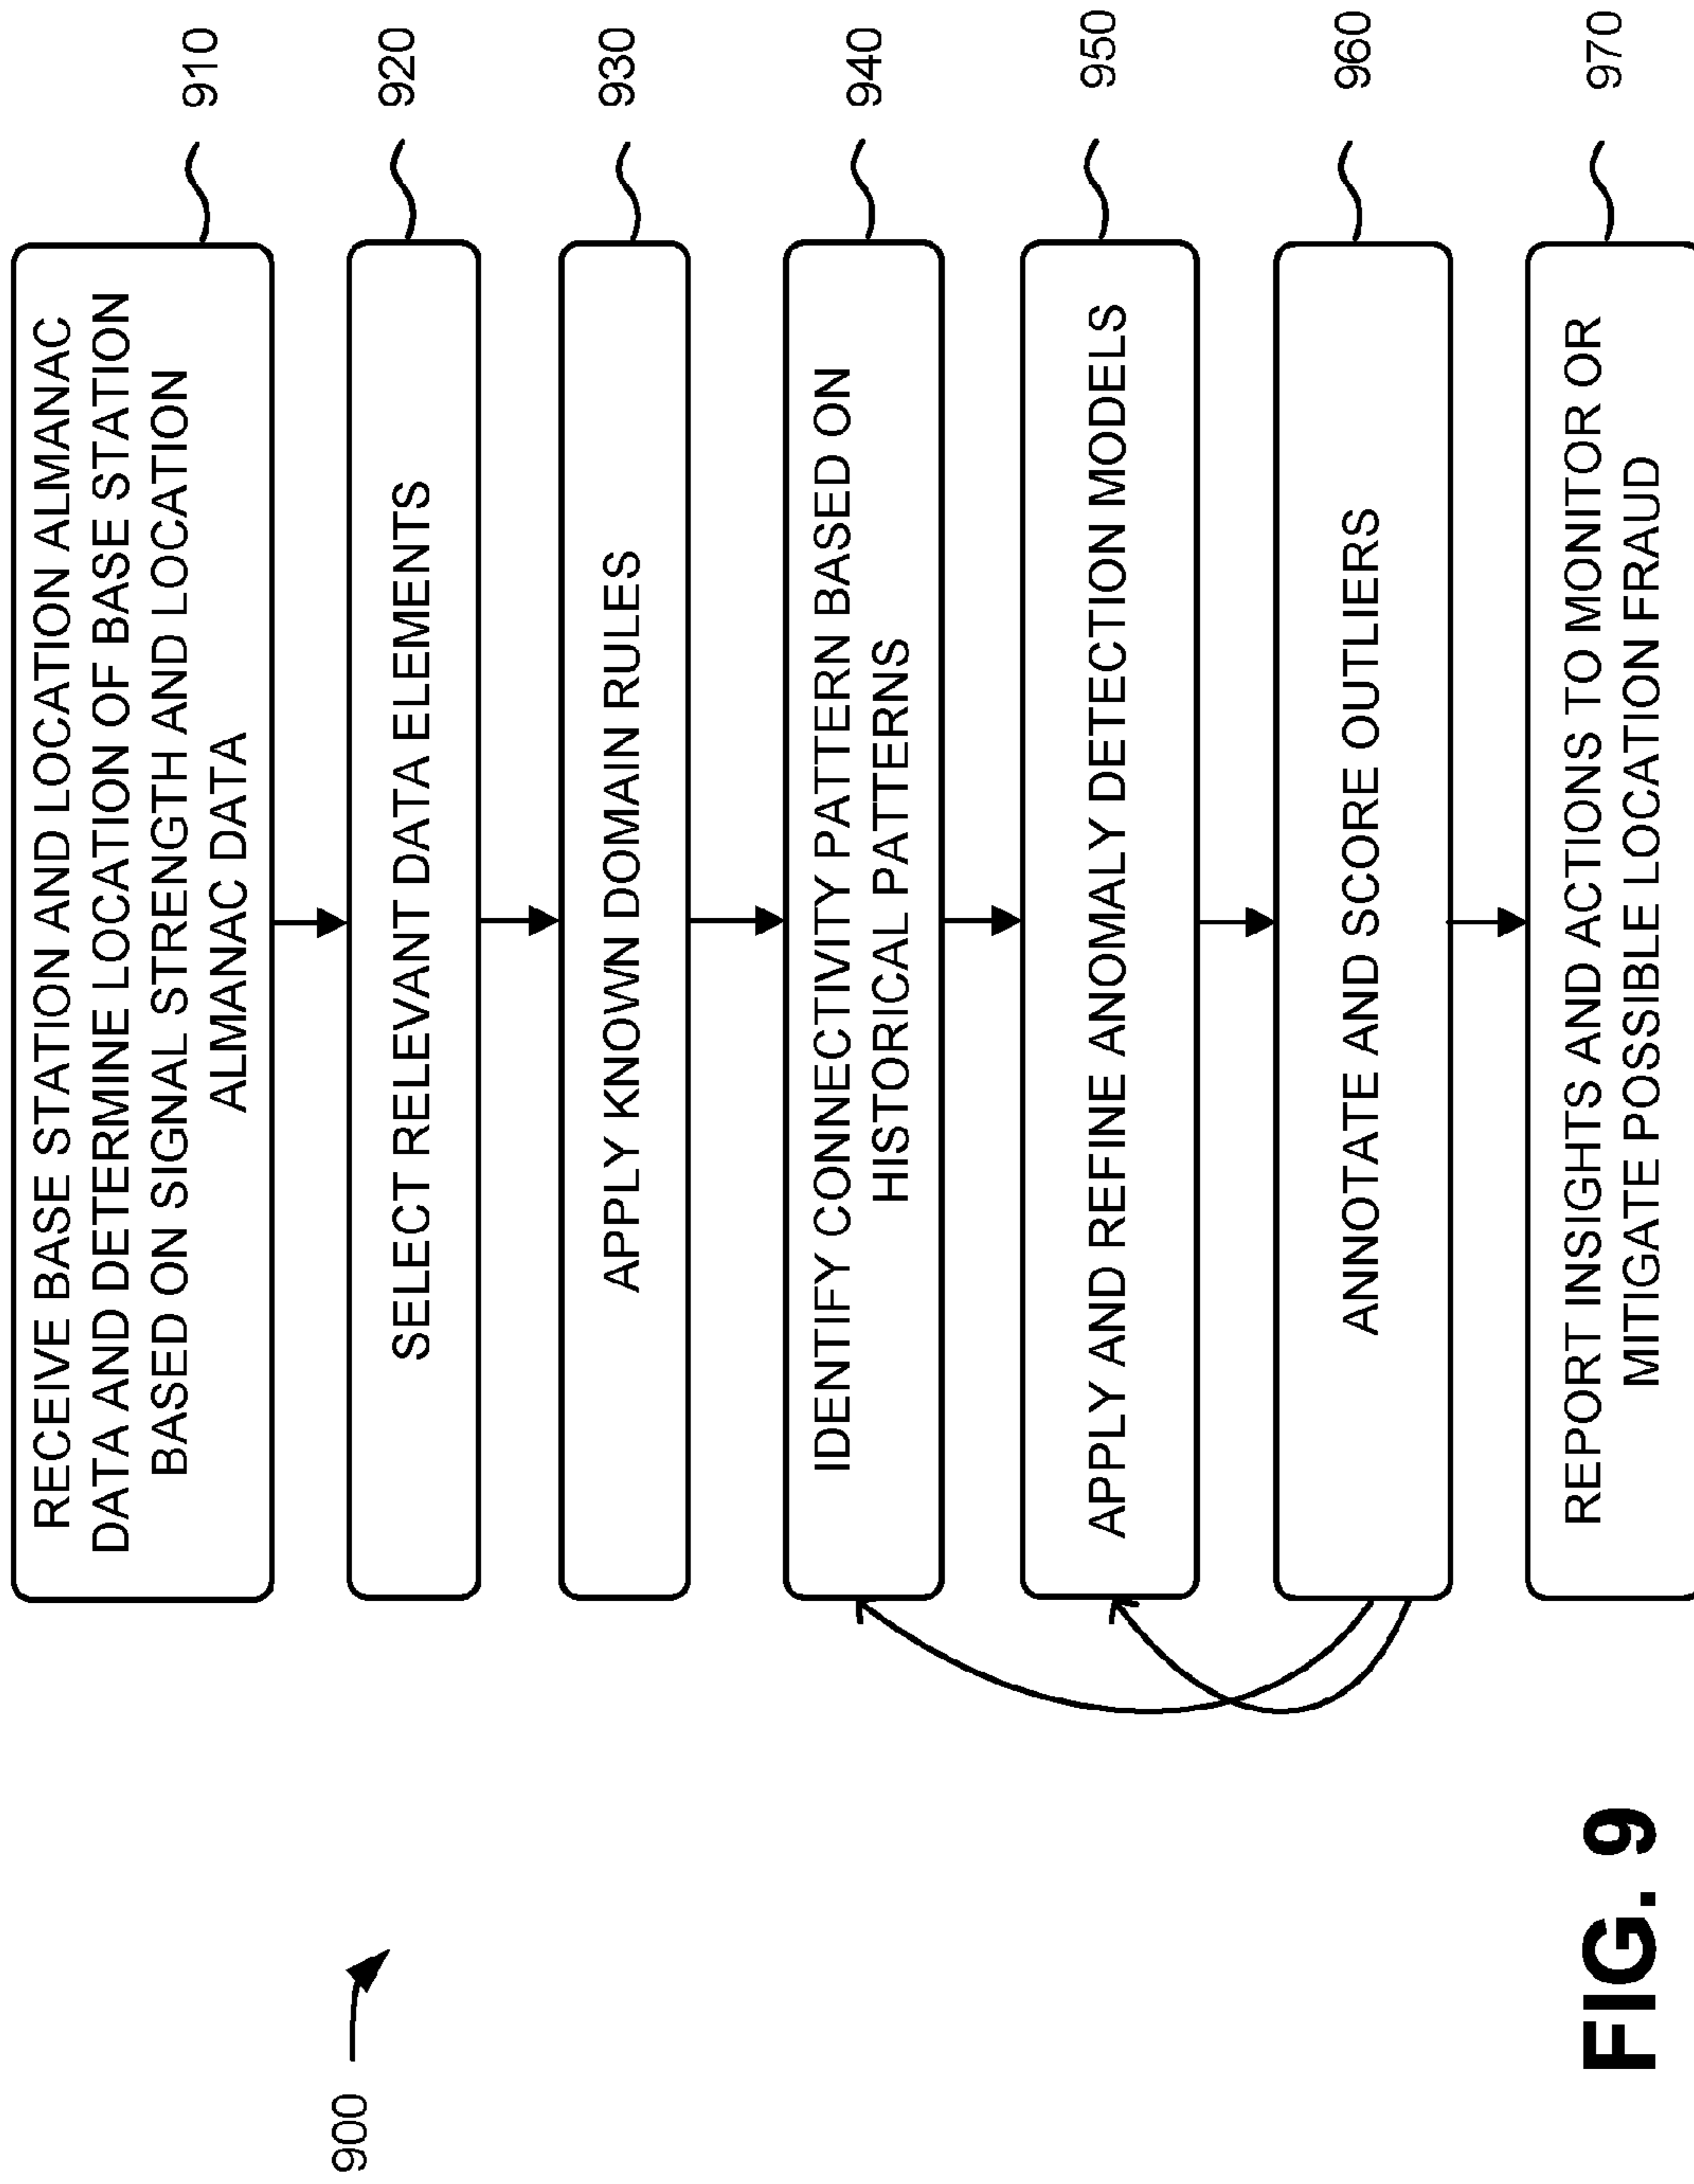 900
RECEIVE BASE STATION AND LOCATION ALMANAC
DATA AND DETERMINE LOCATION OF BASE STATION
BASED ON SIGNAL STRENGTH AND LOCATION
ALMANAC DATA
910
SELECT RELEVANT DATA ELEMENTS
920
APPLY KNOWN DOMAIN RULES
930
IDENTIFY CONNECTIVITY PATTERN BASED ON
HISTORICAL PATTERNS
940
APPLY AND REFINE ANOMALY DETECTION MODELS
950
ANNOTATE AND SCORE OUTLIERS
960
REPORT INSIGHTS AND ACTIONS TO MONITOR OR
MITIGATE POSSIBLE LOCATION FRAUD
970
FIG. 9